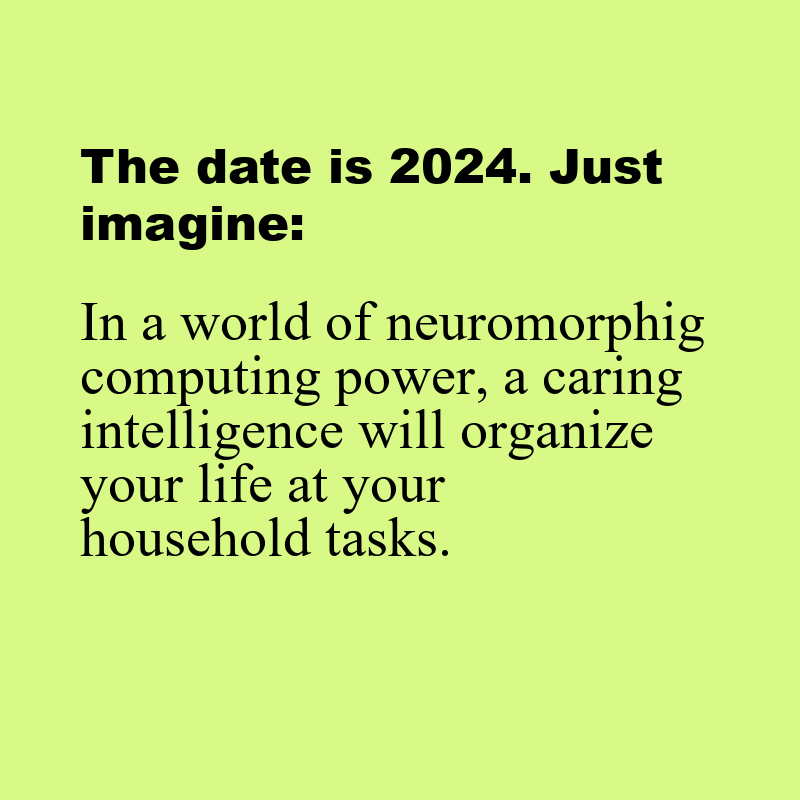 The date is 2024. Just
imagine:
In a world of neuromorphig
computing power, a caring
intelligence will organize
your life at your
household tasks.